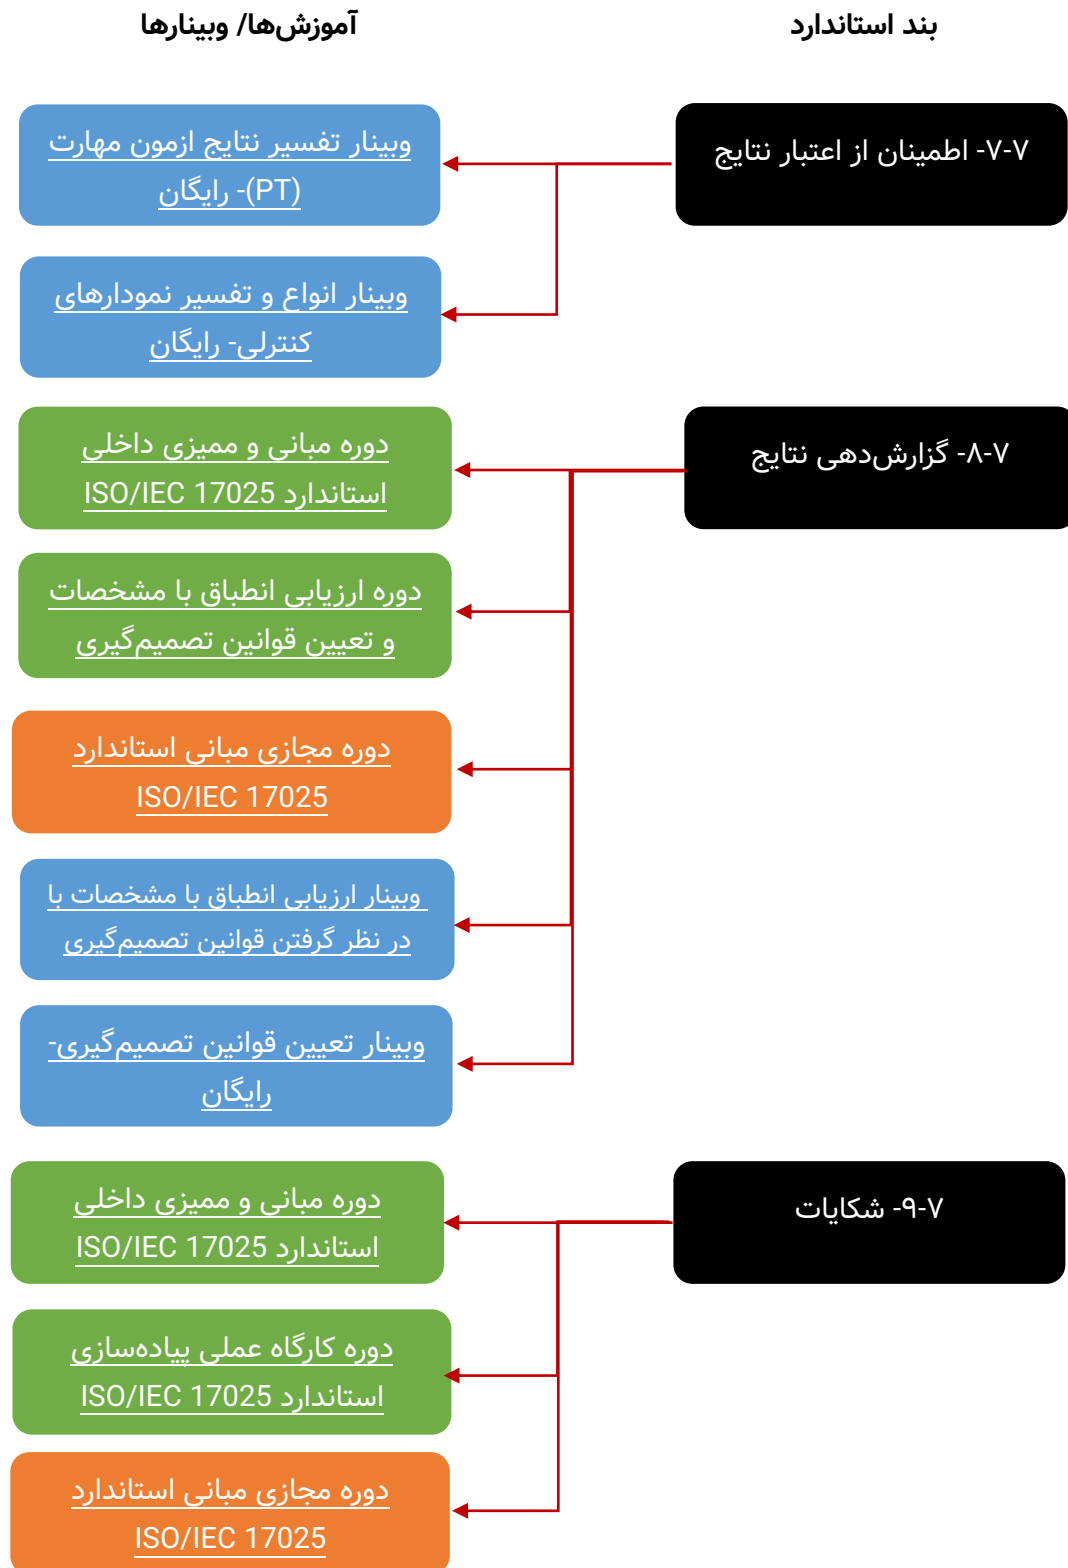 بند استاندارد
آموزش‌ها/ وبینارها
۷-۷- اطمینان از اعتبار نتایج
وبینار تفسیر نتایج ازمون مهارت
(PT)- رایگان
وبینار انواع و تفسیر نمودارهای
کنترلی- رایگان
۷-۸- گزارش‌دهی نتایج
دوره مبانی و ممیزی داخلی
استاندارد ISO/IEC 17025
دوره ارزیابی انطباق با مشخصات
و تعیین قوانین تصمیم‌گیری
دوره مجازی مبانی استاندارد
ISO/IEC 17025
وبینار ارزیابی انطباق با مشخصات با
در نظر گرفتن قوانین تصمیم‌گیری
وبینار تعیین قوانین تصمیم‌گیری-
رایگان
۷-۹- شکایات
دوره مبانی و ممیزی داخلی
استاندارد ISO/IEC 17025
دوره کارگاه عملی پیاده‌سازی
استاندارد ISO/IEC 17025
دوره مجازی مبانی استاندارد
ISO/IEC 17025